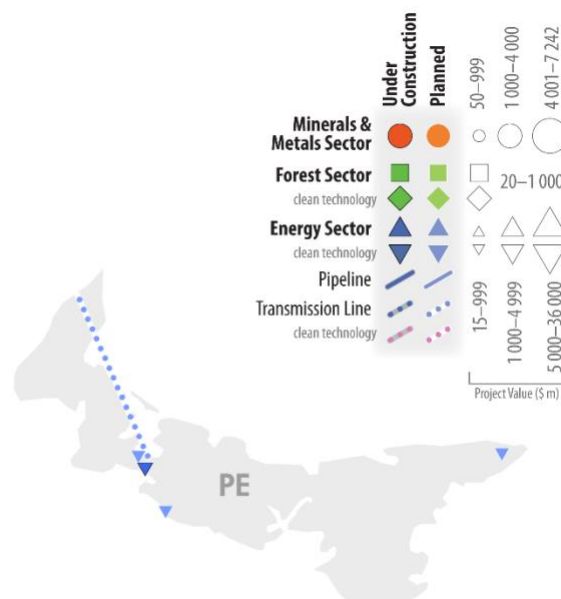 Under
Construction
Planned
50–999
1 000–4 000
4 001–7 242
Minerals &
Metals Sector
Forest Sector
20–1 000
clean technology
Energy Sector
clean technology
Pipeline
Transmission Line
clean technology
15–999
1 000–4 999
5 000–36 000
Project Value ($ m)
PE